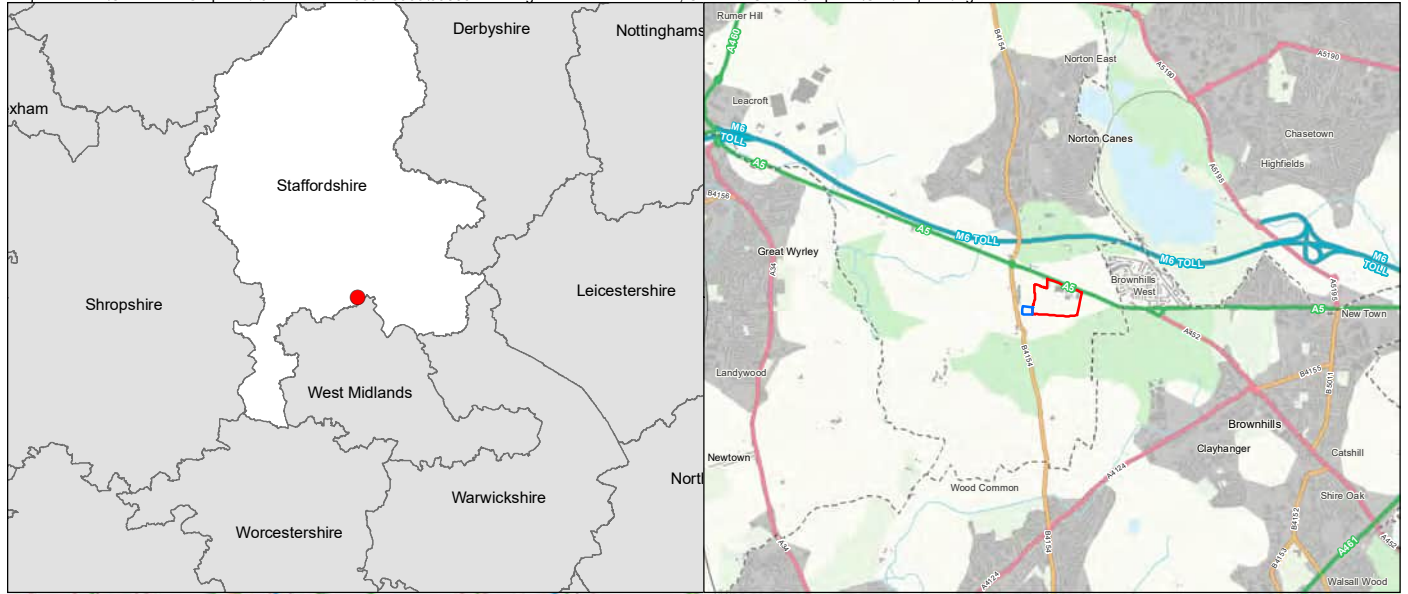 Derbyshire
Nottinghams
exham
Staffordshire
Shropshire
Leicestershire
West Midlands
Warwickshire
North
Worcestershire
Rumer Hill
A460
B4154
Norton East
A5190
A5190
Leacroft
M6
TOLL
Norton Canes
Chasetown
Highfields
A5
B4156
A5195
A5
M6 TOLL
Great Wyrley
A34
M6 TOLL
M6
TOLL
Brownhills
West
A5
A5195
A5
New Town
A452
B4154
Landywood
B4155
B5011
Brownhills
Clayhanger
Catshill
Newtown
A4124
Wood Common
Shire Oak
B4152
A34
B4154
A452
A461
B4153
A4124
Walsall Wood